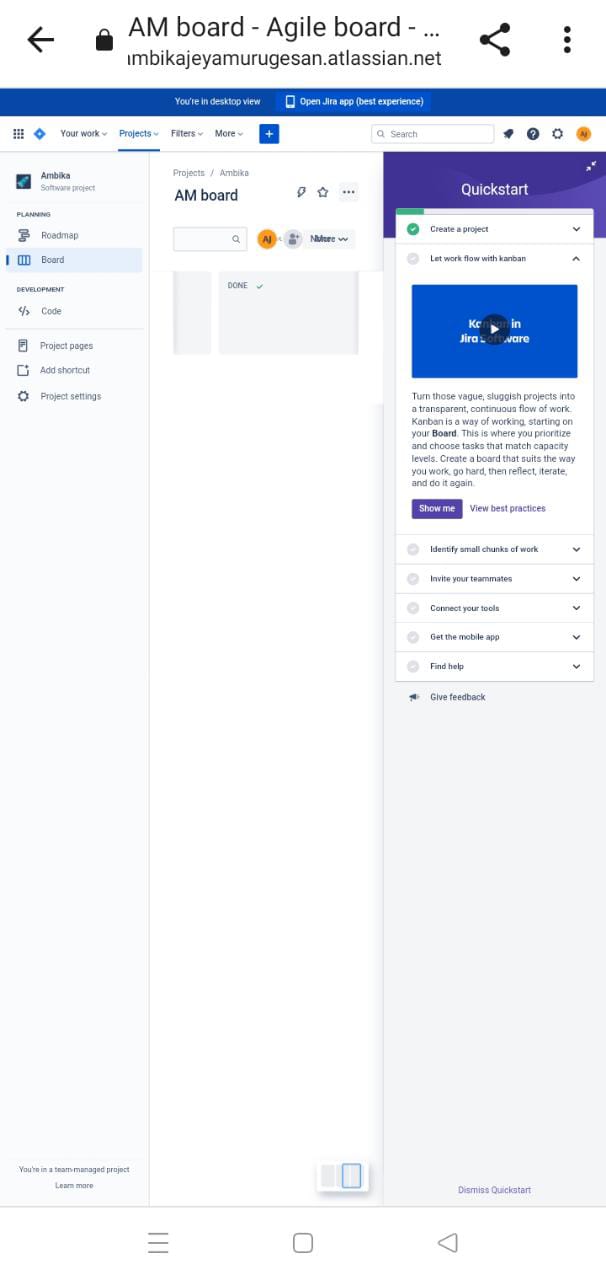 AM board - Agile board - ...
mbikajeyamurugesan.atlassian.net
You're in desktop view
Open Jira app (best experience)
Your work
Projects
Filters
More
+
Search
AJ
Ambika
Software project
PLANNING
Roadmap
Board
DEVELOPMENT
Code
Project pages
Add shortcut
Project settings
You're in a team-managed project
Learn more
Projects / Ambika
AM board
AJ
DONE
Quickstart
Create a project
Let work flow with kanban
Kanban in
Jira Software
Turn those vague, sluggish projects into
a transparent, continuous flow of work.
Kanban is a way of working, starting on
your Board. This is where you prioritize
and choose tasks that match capacity
levels. Create a board that suits the way
you work, go hard, then reflect, iterate,
and do it again.
Show me
View best practices
Identify small chunks of work
Invite your teammates
Connect your tools
Get the mobile app
Find help
Give feedback
Dismiss Quickstart